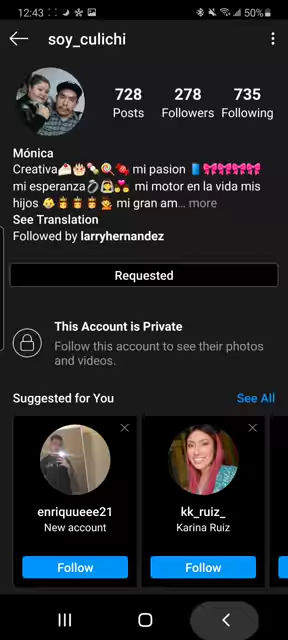 12:43
50%
soy_culichi
728 278 735
Posts Followers Following
Mónica
Creativa🍰🎂🍡🍭🍬 mi pasion 📘🎀🎀🎀🎀🎀
mi esperanza💍👰💏 mi motor en la vida mis
hijos 👶👸👸👸🙅 mi gran am… more
See Translation
Followed by larryhernandez
Requested
This Account is Private
Follow this account to see their photos
and videos.
Suggested for You See All
enriquueee21
New account
Follow
kk_ruiz_
Karina Ruiz
Follow